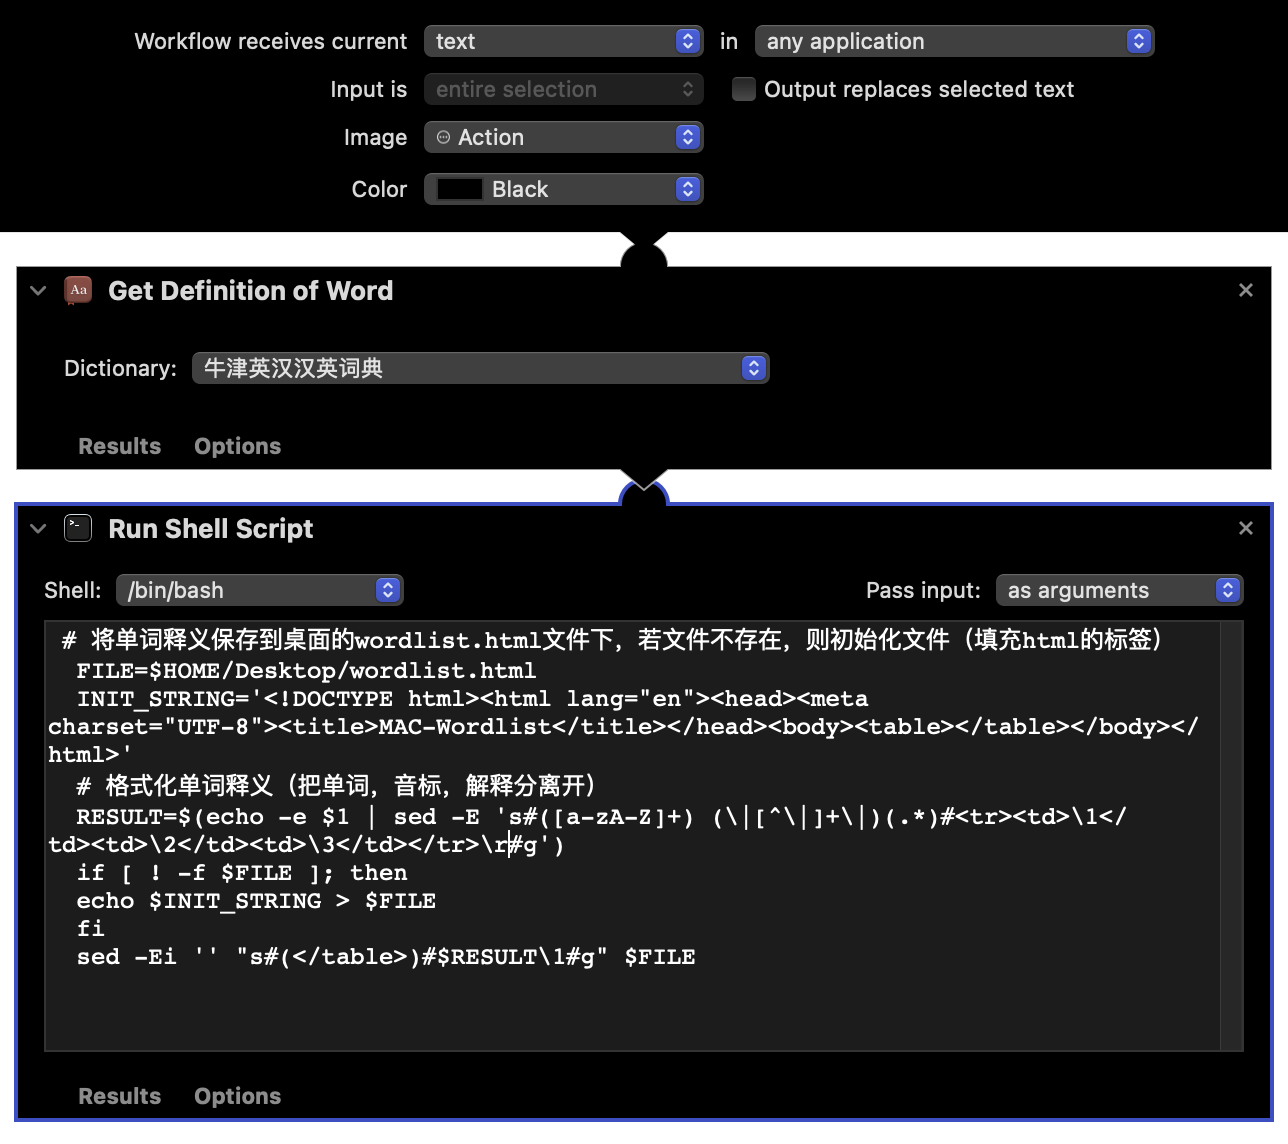 Workflow receives current text in any application
Input is entire selection Output replaces selected text
Image Action
Color Black
Aa Get Definition of Word
Dictionary: 牛津英汉汉英词典
Results Options
Run Shell Script
Shell: /bin/bash Pass input: as arguments
# 将单词释义保存到桌面的wordlist.html文件下，若文件不存在，则初始化文件（填充html的标签）
FILE=$HOME/Desktop/wordlist.html
INIT_STRING='<!DOCTYPE html><html lang="en"><head><meta
charset="UTF-8"><title>MAC-Wordlist</title></head><body><table></table></body></
html>'
# 格式化单词释义（把单词，音标，解释分离开）
RESULT=$(echo -e $1 | sed -E 's#([a-zA-Z]+) (\|[^\|]+\|)(.*)#<tr><td>\1</
td><td>\2</td><td>\3</td></tr>\r#g')
if [ ! -f $FILE ]; then
echo $INIT_STRING > $FILE
fi
sed -Ei '' "s#(</table>)#$RESULT\1#g" $FILE
Results Options